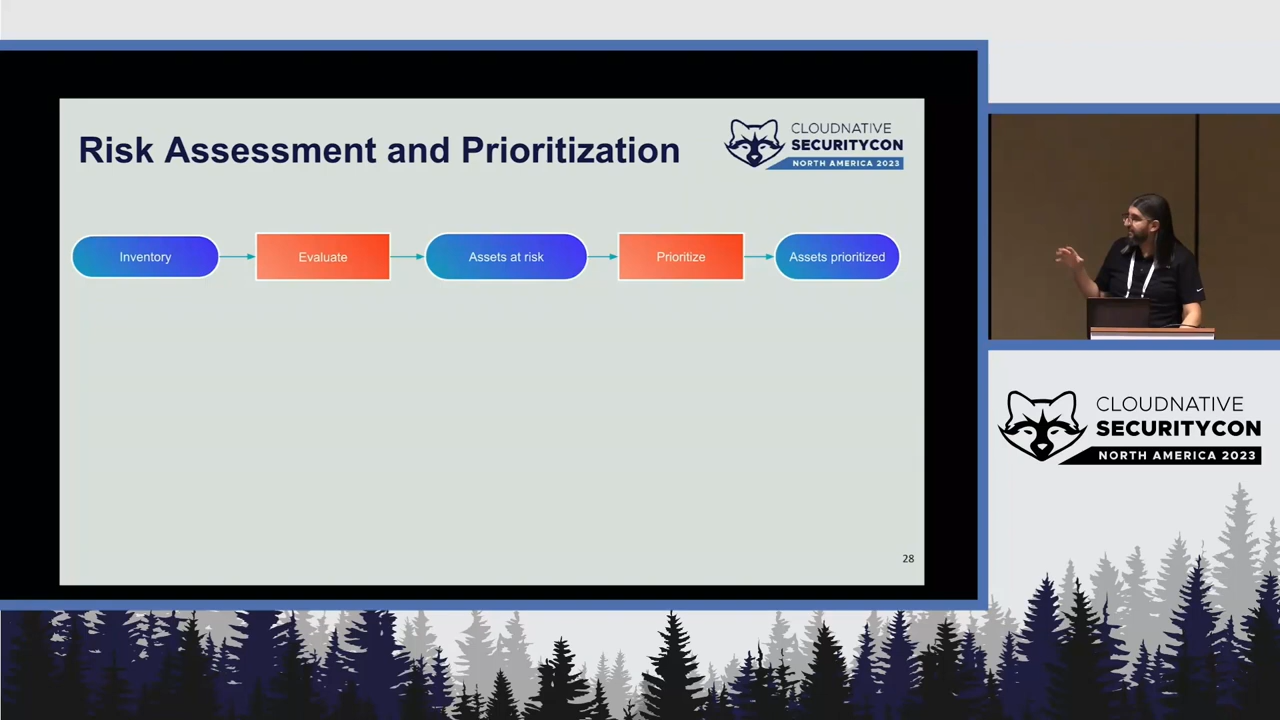 Risk Assessment and Prioritization
CLOUDNATIVE
SECURITYCON
NORTH AMERICA 2023
Inventory
Evaluate
Assets at risk
Prioritize
Assets prioritized
28
CLOUDNATIVE
SECURITYCON
NORTH AMERICA 2023